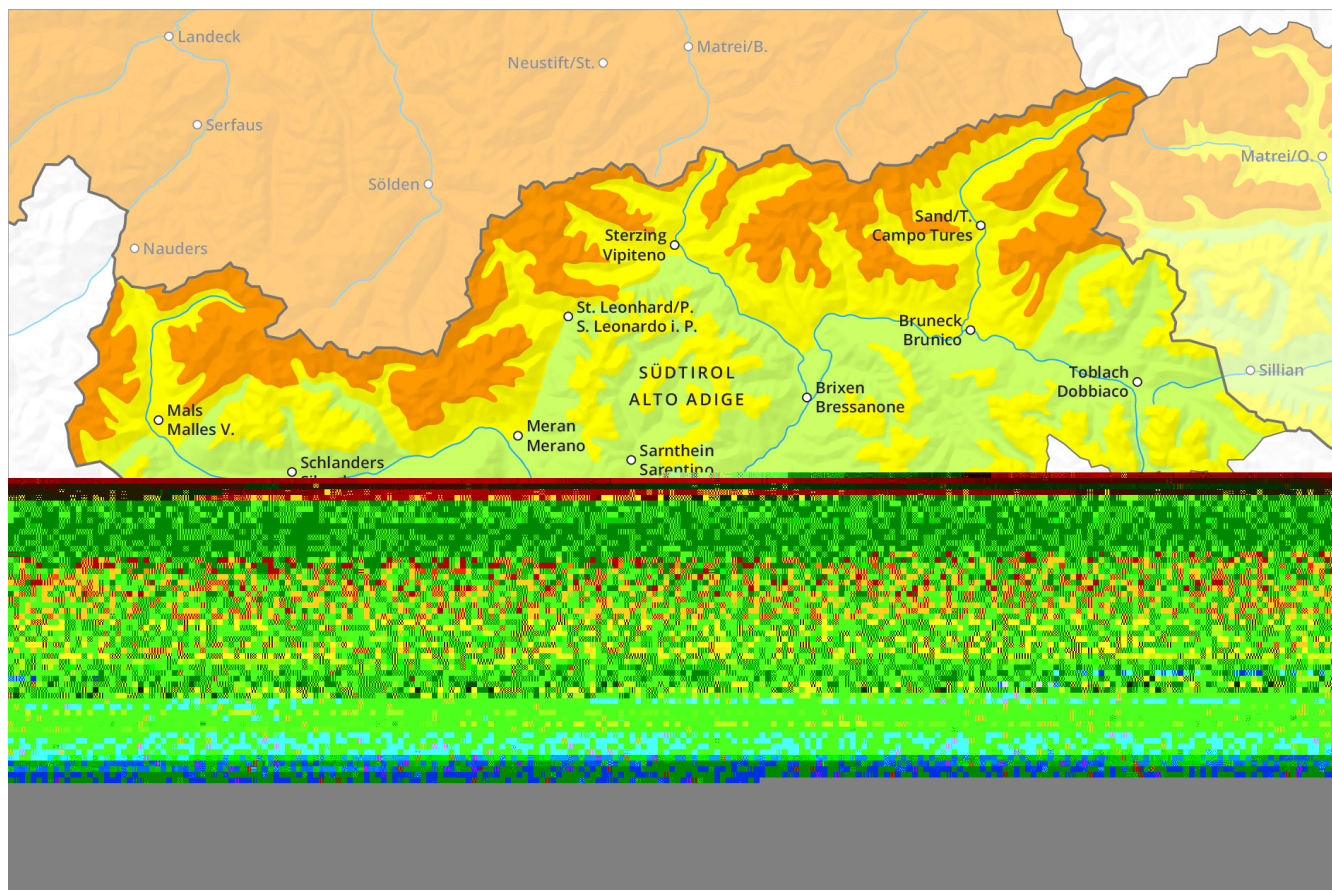 Landeck
Matrei/B.
Neustift/St.
Serfaus
Matrei/O.
Sölden
Sand/T.
Campo Tures
Sterzing
Vipiteno
Nauders
St. Leonhard/P.
S. Leonardo i. P.
Bruneck
Brunico
SÜDTIROL
ALTO ADIGE
Toblach
Dobbiaco
Sillian
Brixen
Bressanone
Mals
Malles V.
Meran
Merano
Sarnthein
Sarentino
Schlanders